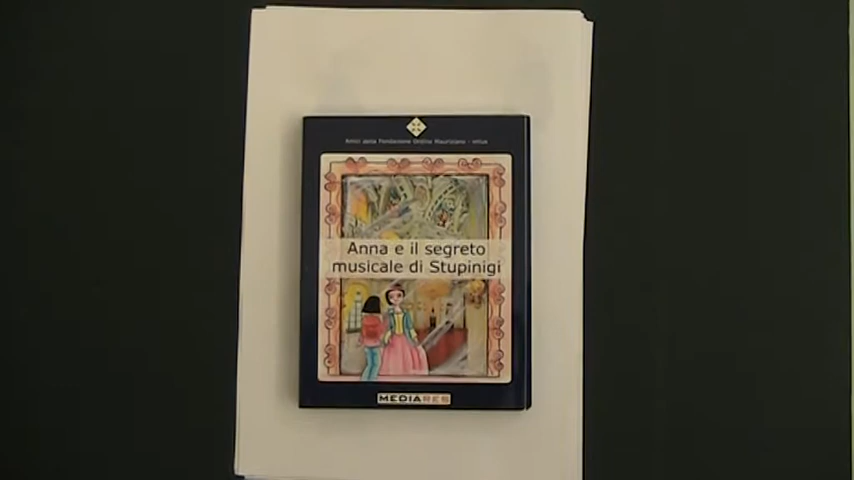 Amici della Fondazione Ordine Mauriziano - onlus
Anna e il segreto
musicale di Stupinigi
MEDIARES